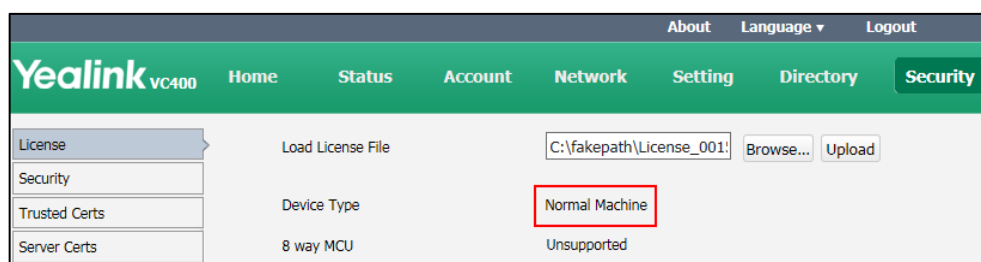 About Language ▾ Logout
Yealink VC400 Home Status Account Network Setting Directory Security
License Load License File C:\fakepath\License_001 Browse... Upload
Security
Trusted Certs Device Type Normal Machine
Server Certs 8 way MCU Unsupported